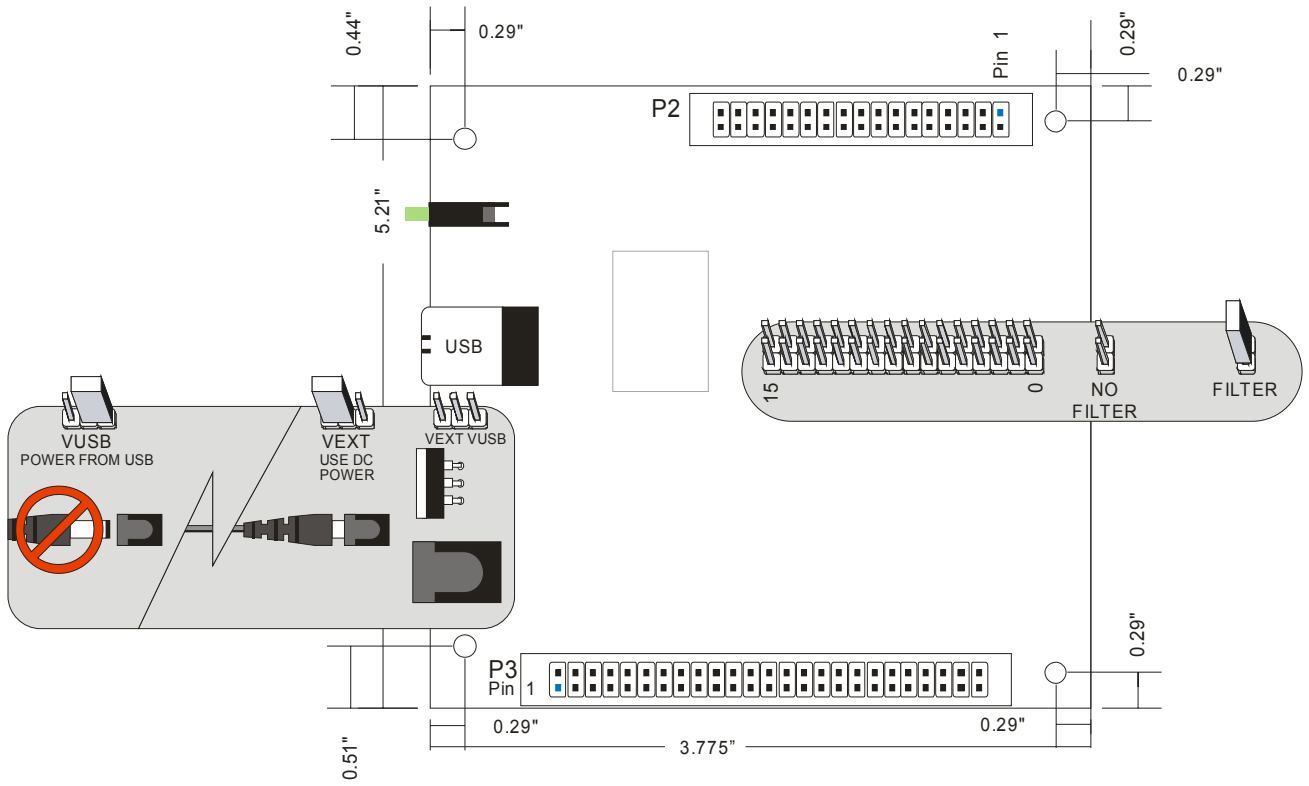 0.44"
0.29"
Pin 1
0.29"
0.29"
P2
5.21"
USB
15
0
NO
FILTER
FILTER
VUSB
POWER FROM USB
VEXT
USE DC
POWER
VEXT VUSB
P3
Pin 1
0.29"
0.51"
0.29"
0.29"
3.775”